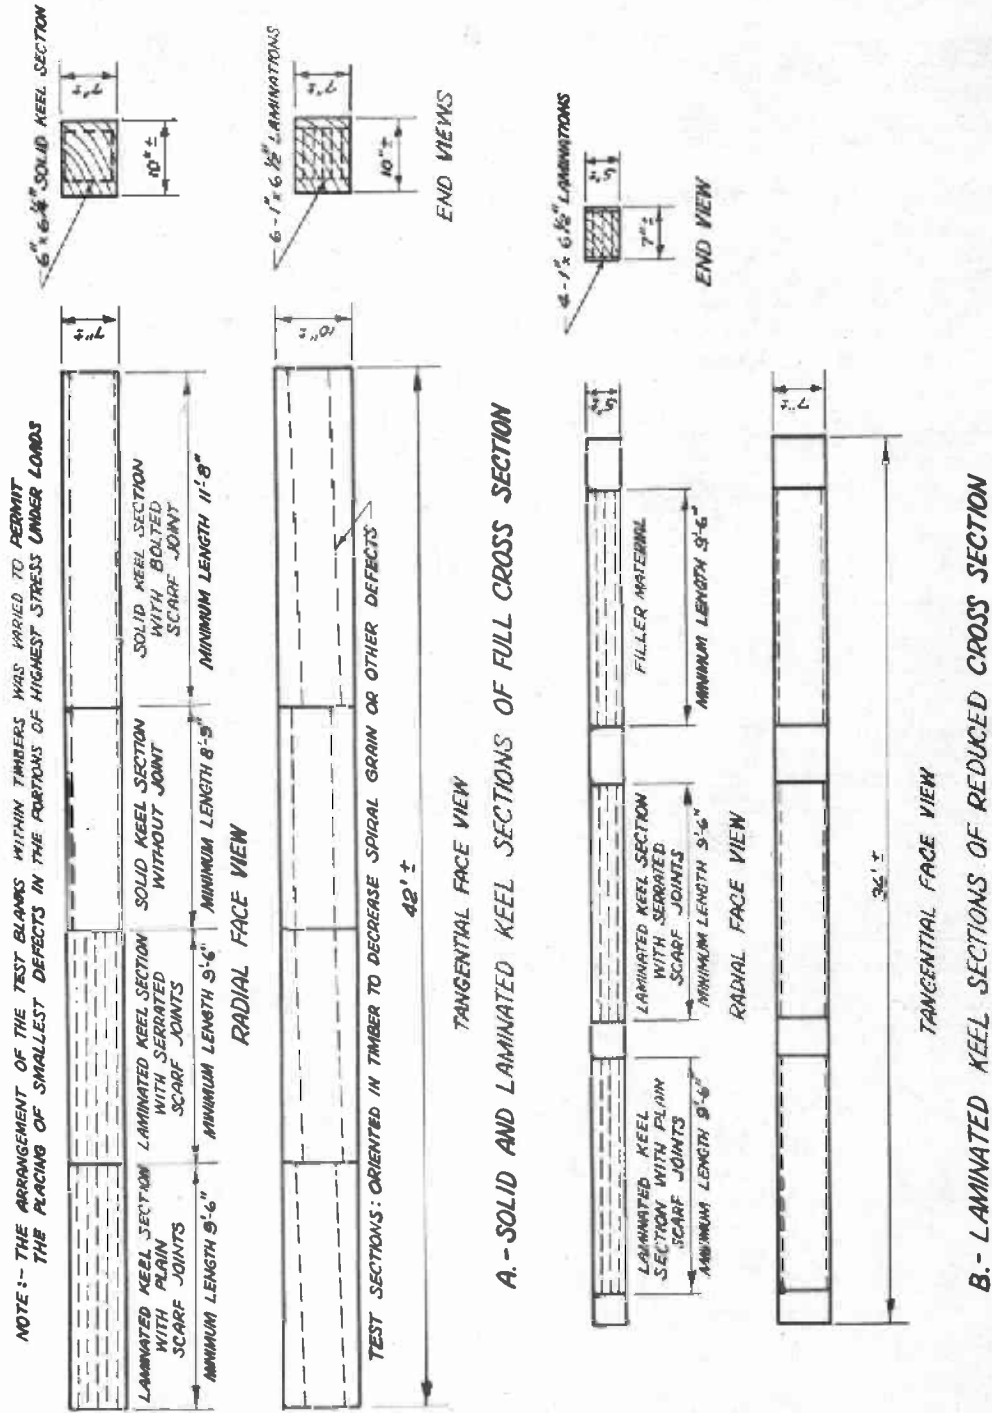 NOTE:- THE ARRANGEMENT OF THE TEST BLANKS WITHIN TIMBERS WAS VARIED TO PERMIT
THE PLACING OF SMALLEST DEFECTS IN THE PORTIONS OF HIGHEST STRESS UNDER LOADS
6" x 6¼" SOLID KEEL SECTION
7" ±
10" ±
7" ±
LAMINATED KEEL SECTION
WITH PLAIN
SCARF JOINTS
MINIMUM LENGTH 9'-6"
LAMINATED KEEL SECTION
WITH SERRATED
SCARF JOINTS
MINIMUM LENGTH 9'-6"
SOLID KEEL SECTION
WITHOUT JOINT
MINIMUM LENGTH 8'-9"
SOLID KEEL SECTION
WITH BOLTED
SCARF JOINT
MINIMUM LENGTH 11'-8"
RADIAL FACE VIEW
6-1" x 6½" LAMINATIONS
7" ±
10" ±
10" ±
END VIEWS
TEST SECTIONS: ORIENTED IN TIMBER TO DECREASE SPIRAL GRAIN OR OTHER DEFECTS
42' ±
TANGENTIAL FACE VIEW
A.-SOLID AND LAMINATED KEEL SECTIONS OF FULL CROSS SECTION
4-1" x 6½" LAMINATIONS
5" ±
7" ±
END VIEW
5" ±
LAMINATED KEEL
SECTION WITH PLAIN
SCARF JOINTS
MINIMUM LENGTH 9'-6"
LAMINATED KEEL SECTION
WITH SERRATED
SCARF JOINTS
MINIMUM LENGTH 9'-6"
FILLER MATERIAL
MINIMUM LENGTH 9'-6"
RADIAL FACE VIEW
7" ±
36' ±
TANGENTIAL FACE VIEW
B.- LAMINATED KEEL SECTIONS OF REDUCED CROSS SECTION